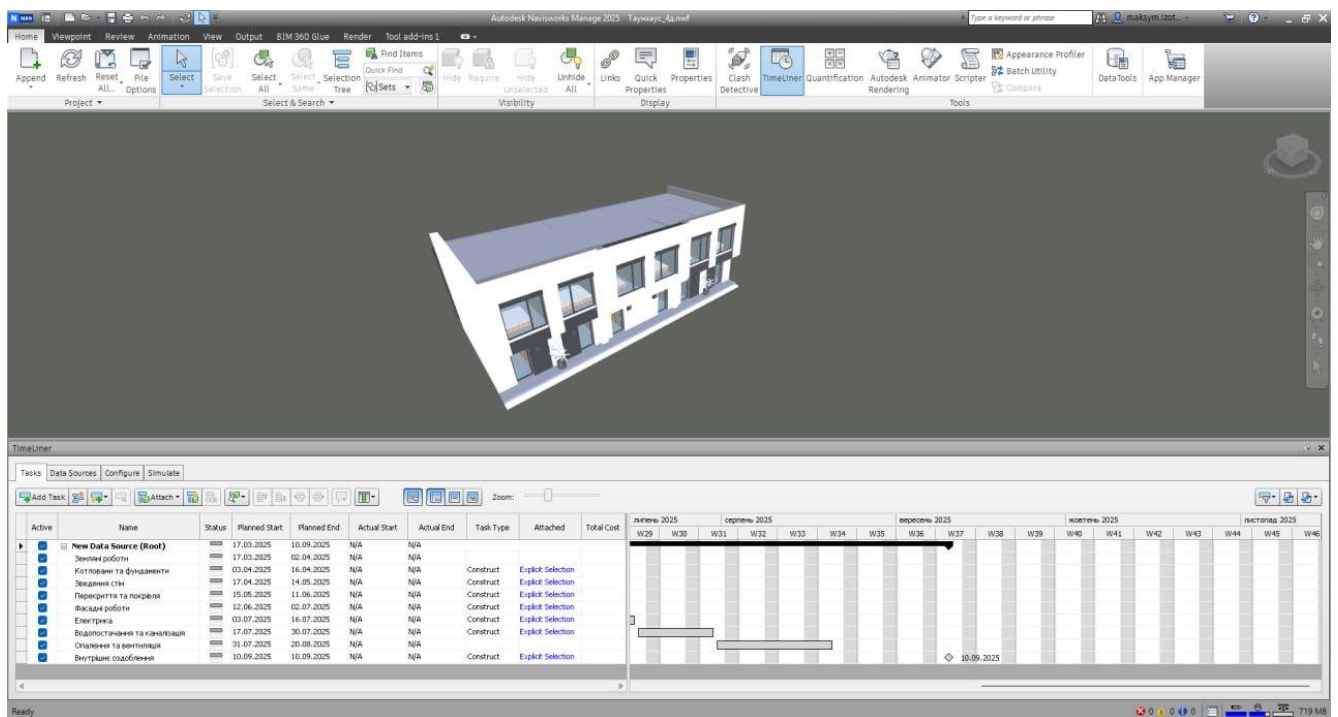 Autodesk Navisworks Manage 2025 Таунхаус_4д.nwf
Type a keyword or phrase
maksym.izot...
Home Viewpoint Review Animation View Output BIM 360 Glue Render Tool add-ins 1
Append Refresh Reset All... File Options Select Save Selection Select All Select Same Selection Tree Find Items Quick Find Sets
Hide Require Hide Unselected Unhide All Links Quick Properties Properties
Clash Detective TimeLiner Quantification Autodesk Rendering Animator Scripter Appearance Profiler Batch Utility Compare DataTools App Manager
Project Select & Search Visibility Display Tools
TimeLiner
Tasks Data Sources Configure Simulate
Add Task Attach Zoom:
Active Name Status Planned Start Planned End Actual Start Actual End Task Type Attached Total Cost
липень 2025 серпень 2025 вересень 2025 жовтень 2025 листопад 2025
W29 W30 W31 W32 W33 W34 W35 W36 W37 W38 W39 W40 W41 W42 W43 W44 W45 W46
New Data Source (Root) 17.03.2025 10.09.2025 N/A N/A
Земляні роботи 17.03.2025 02.04.2025 N/A N/A
Котловани та фундаменти 03.04.2025 16.04.2025 N/A N/A Construct Explicit Selection
Зведення стін 17.04.2025 14.05.2025 N/A N/A Construct Explicit Selection
Перекриття та покрівля 15.05.2025 11.06.2025 N/A N/A Construct Explicit Selection
Фасадні роботи 12.06.2025 02.07.2025 N/A N/A Construct Explicit Selection
Електрика 03.07.2025 16.07.2025 N/A N/A Construct Explicit Selection
Водопостачання та каналізація 17.07.2025 30.07.2025 N/A N/A Construct Explicit Selection
Опалення та вентиляція 31.07.2025 20.08.2025 N/A N/A
Внутрішнє оздоблення 10.09.2025 10.09.2025 N/A N/A Construct Explicit Selection
10.09.2025
Ready
0 0 0 719 MB